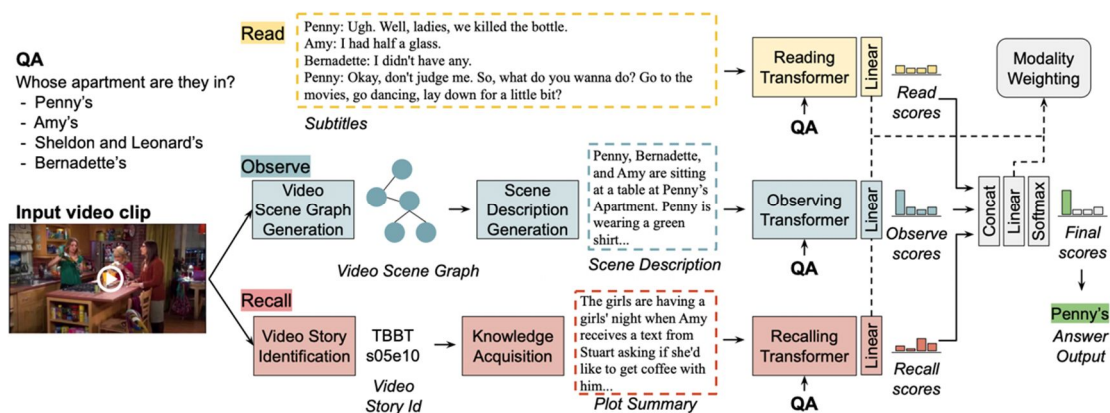 QA
Whose apartment are they in?
- Penny's
- Amy's
- Sheldon and Leonard's
- Bernadette's
Input video clip
Read
Penny: Ugh. Well, ladies, we killed the bottle.
Amy: I had half a glass.
Bernadette: I didn't have any.
Penny: Okay, don't judge me. So, what do you wanna do? Go to the
movies, go dancing, lay down for a little bit?
Subtitles
Reading
Transformer
Linear
QA
Read
scores
Modality
Weighting
Observe
Video
Scene Graph
Generation
Video Scene Graph
Scene
Description
Generation
Penny, Bernadette,
and Amy are sitting
at a table at Penny's
Apartment. Penny is
wearing a green
shirt...
Scene Description
Observing
Transformer
Linear
QA
Observe
scores
Concat
Linear
Softmax
Final
scores
Penny's
Answer
Output
Recall
Video Story
Identification
TBBT
s05e10
Video
Story Id
Knowledge
Acquisition
The girls are having a
girls' night when Amy
receives a text from
Stuart asking if she'd
like to get coffee with
him...
Plot Summary
Recalling
Transformer
Linear
QA
Recall
scores